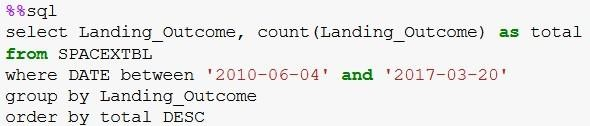 %%sql
select Landing_Outcome, count(Landing_Outcome) as total
from SPACEXTBL
where DATE between '2010-06-04' and '2017-03-20'
group by Landing_Outcome
order by total DESC